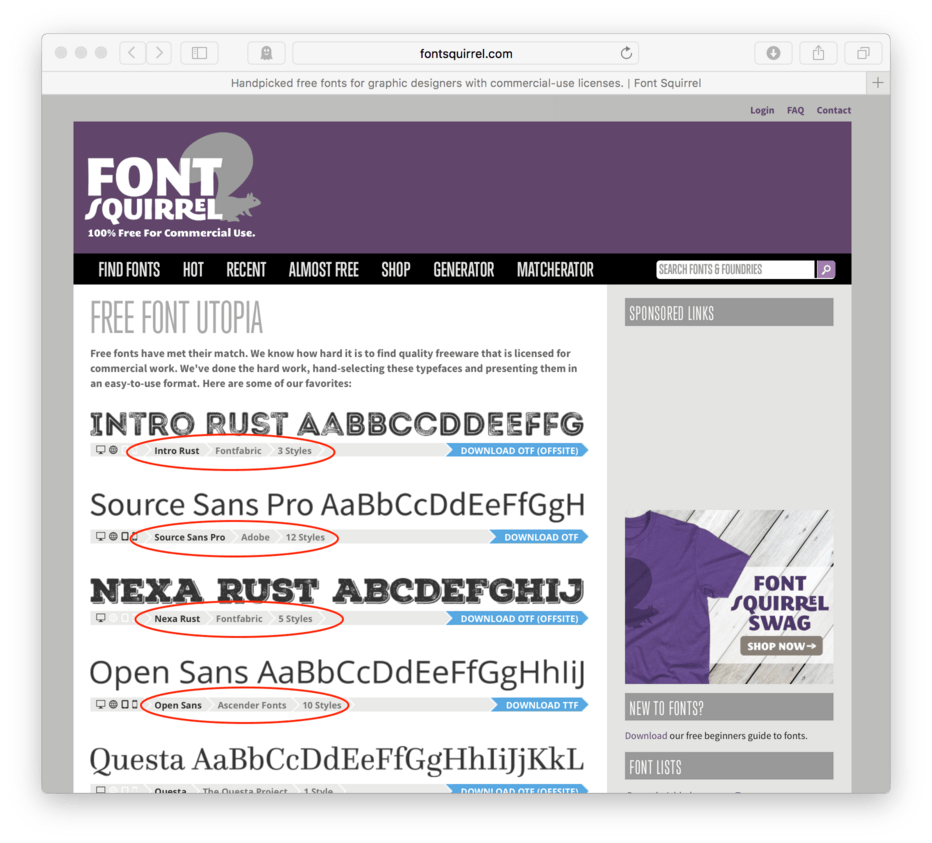 fontsquirrel.com
Handpicked free fonts for graphic designers with commercial-use licenses. | Font Squirrel
Login FAQ Contact
FONT
SQUIRREL
100% Free For Commercial Use.
FIND FONTS HOT RECENT ALMOST FREE SHOP GENERATOR MATCHERATOR
SEARCH FONTS & FOUNDRIES
FREE FONT UTOPIA
Free fonts have met their match. We know how hard it is to find quality freeware that is licensed for
commercial work. We've done the hard work, hand-selecting these typefaces and presenting them in
an easy-to-use format. Here are some of our favorites:
INTRO RUST AABBCCDDEEFFG
Intro Rust Fontfabric 3 Styles DOWNLOAD OTF (OFFSITE)
Source Sans Pro AaBbCcDdEeFfGgH
Source Sans Pro Adobe 12 Styles DOWNLOAD OTF
NEXA RUST ABCDEFGHIJ
Nexa Rust Fontfabric 5 Styles DOWNLOAD OTF (OFFSITE)
Open Sans AaBbCcDdEeFfGgHhIiJ
Open Sans Ascender Fonts 10 Styles DOWNLOAD TTF
Questa AaBbCcDdEeFfGgHhIiJjKkL
Questa The Questa Project 1 Style DOWNLOAD OTF (OFFSITE)
SPONSORED LINKS
FONT
SQUIRREL
SWAG
SHOP NOW→
NEW TO FONTS?
Download our free beginners guide to fonts.
FONT LISTS